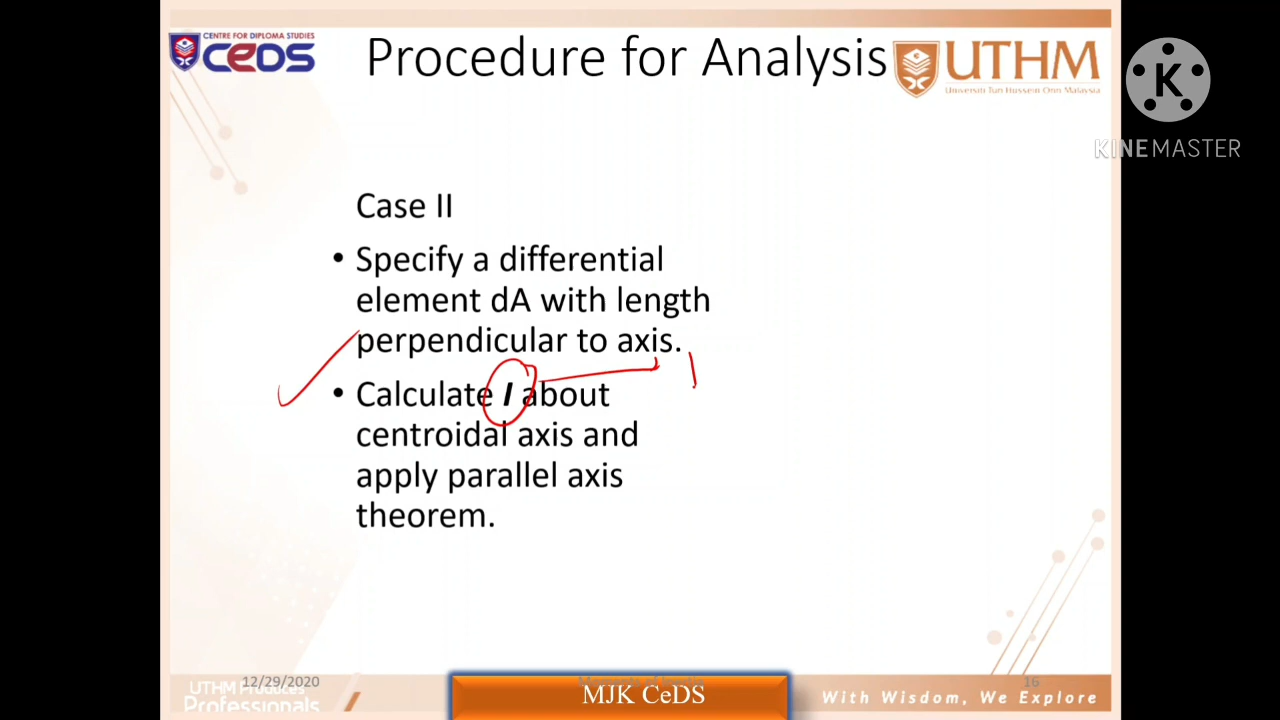 CENTRE FOR DIPLOMA STUDIES
CeDS
Procedure for Analysis
UTHM
Universiti Tun Hussein Onn Malaysia
K
KINEMASTER
Case II
• Specify a differential
element dA with length
perpendicular to axis.
• Calculate I about
centroidal axis and
apply parallel axis
theorem.
12/29/2020
16
UTHM Produces
Professionals
MJK CeDS
With Wisdom, We Explore